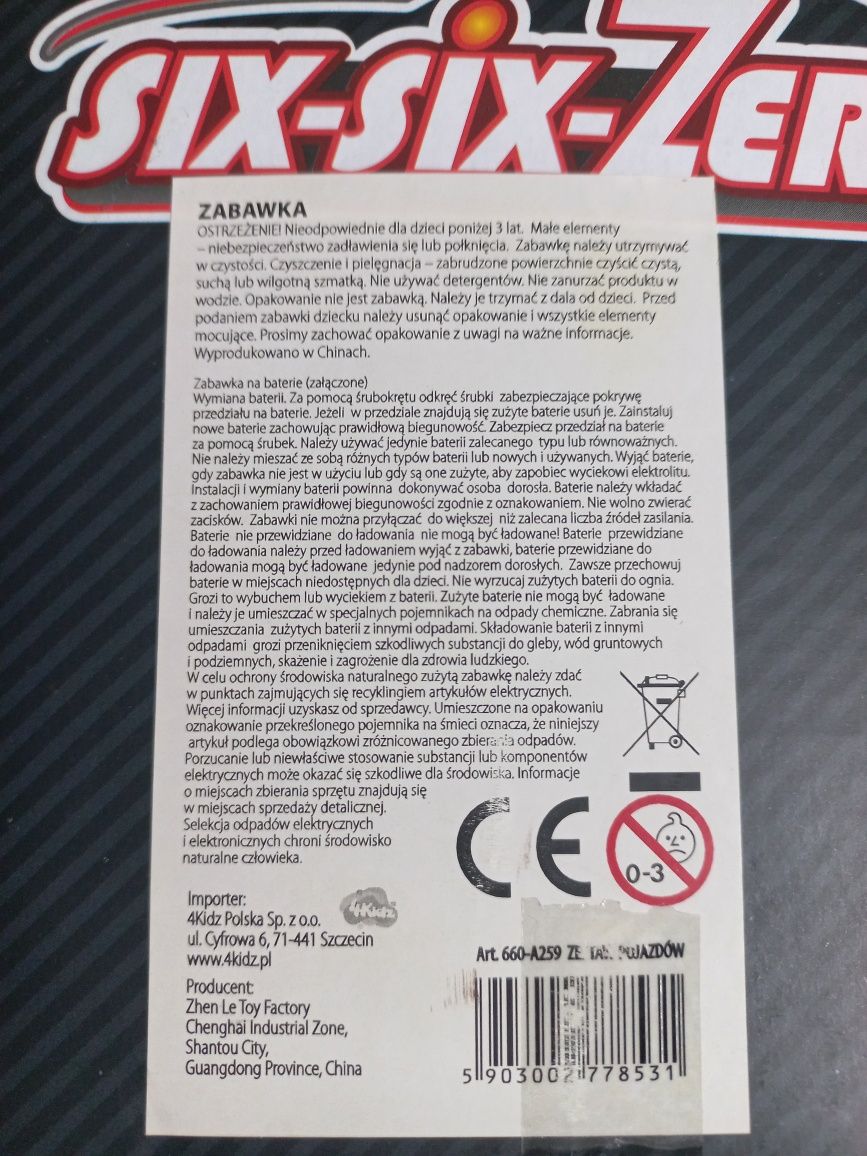 SIX-SIX-ZER
ZABAWKA
OSTRZEŻENIE! Nieodpowiednie dla dzieci poniżej 3 lat. Małe elementy
– niebezpieczeństwo zadławienia się lub połknięcia. Zabawkę należy utrzymywać
w czystości. Czyszczenie i pielęgnacja – zabrudzone powierzchnie czyścić czystą,
suchą lub wilgotną szmatką. Nie używać detergentów. Nie zanurzać produktu w
wodzie. Opakowanie nie jest zabawką. Należy je trzymać z dala od dzieci. Przed
podaniem zabawki dziecku należy usunąć opakowanie i wszystkie elementy
mocujące. Prosimy zachować opakowanie z uwagi na ważne informacje.
Wyprodukowano w Chinach.
Zabawka na baterie (załączone)
Wymiana baterii. Za pomocą śrubokrętu odkręć śrubki zabezpieczające pokrywę
przedziału na baterie. Jeżeli w przedziale znajdują się zużyte baterie usuń je. Zainstaluj
nowe baterie zachowując prawidłową biegunowość. Zabezpiecz przedział na baterie
za pomocą śrubek. Należy używać jedynie baterii zalecanego typu lub równoważnych.
Nie należy mieszać ze sobą różnych typów baterii lub nowych i używanych. Wyjąć baterie,
gdy zabawka nie jest w użyciu lub gdy są one zużyte, aby zapobiec wyciekowi elektrolitu.
Instalacji i wymiany baterii powinna dokonywać osoba dorosła. Baterie należy wkładać
z zachowaniem prawidłowej biegunowości zgodnie z oznakowaniem. Nie wolno zwierać
zacisków. Zabawki nie można przyłączać do większej niż zalecana liczba źródeł zasilania.
Baterie nie przewidziane do ładowania nie mogą być ładowane! Baterie przewidziane
do ładowania należy przed ładowaniem wyjąć z zabawki, baterie przewidziane do
ładowania mogą być ładowane jedynie pod nadzorem dorosłych. Zawsze przechowuj
baterie w miejscach niedostępnych dla dzieci. Nie wyrzucaj zużytych baterii do ognia.
Grozi to wybuchem lub wyciekiem z baterii. Zużyte baterie nie mogą być ładowane
i należy je umieszczać w specjalnych pojemnikach na odpady chemiczne. Zabrania się
umieszczania zużytych baterii z innymi odpadami. Składowanie baterii z innymi
odpadami grozi przeniknięciem szkodliwych substancji do gleby, wód gruntowych
i podziemnych, skażenie i zagrożenie dla zdrowia ludzkiego.
W celu ochrony środowiska naturalnego zużytą zabawkę należy zdać
w punktach zajmujących się recyklingiem artykułów elektrycznych.
Więcej informacji uzyskasz od sprzedawcy. Umieszczone na opakowaniu
oznakowanie przekreślonego pojemnika na śmieci oznacza, że niniejszy
artykuł podlega obowiązkowi zróżnicowanego zbierania odpadów.
Porzucanie lub niewłaściwe stosowanie substancji lub komponentów
elektrycznych może okazać się szkodliwe dla środowiska. Informacje
o miejscach zbierania sprzętu znajdują się
w miejscach sprzedaży detalicznej.
Selekcja odpadów elektrycznych
i elektronicznych chroni środowisko
naturalne człowieka.
CE
0-3
Importer:
4Kidz Polska Sp. z o.o.
ul. Cyfrowa 6, 71-441 Szczecin
www.4kidz.pl
4Kidz
Producent:
Zhen Le Toy Factory
Chenghai Industrial Zone,
Shantou City,
Guangdong Province, China
Art. 660-A259 POJAZDÓW
5 903002 778531